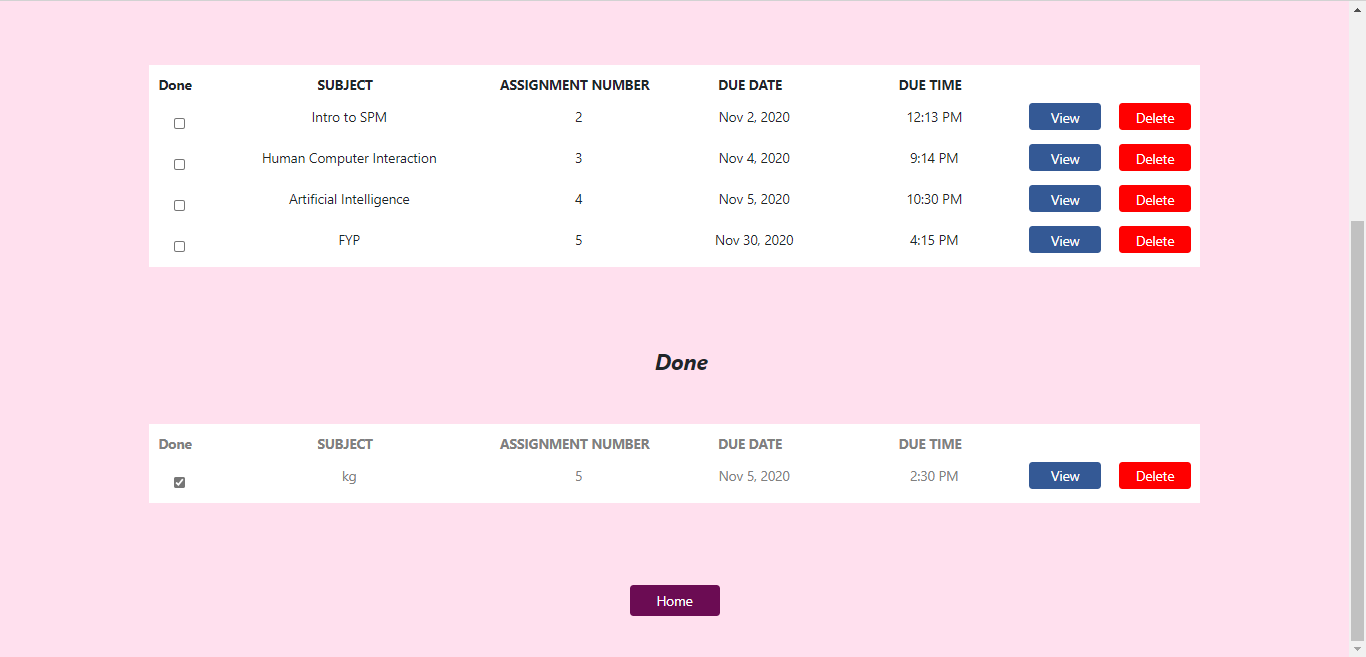 Done SUBJECT ASSIGNMENT NUMBER DUE DATE DUE TIME
Intro to SPM 2 Nov 2, 2020 12:13 PM View Delete
Human Computer Interaction 3 Nov 4, 2020 9:14 PM View Delete
Artificial Intelligence 4 Nov 5, 2020 10:30 PM View Delete
FYP 5 Nov 30, 2020 4:15 PM View Delete
Done
Done SUBJECT ASSIGNMENT NUMBER DUE DATE DUE TIME
kg 5 Nov 5, 2020 2:30 PM View Delete
Home